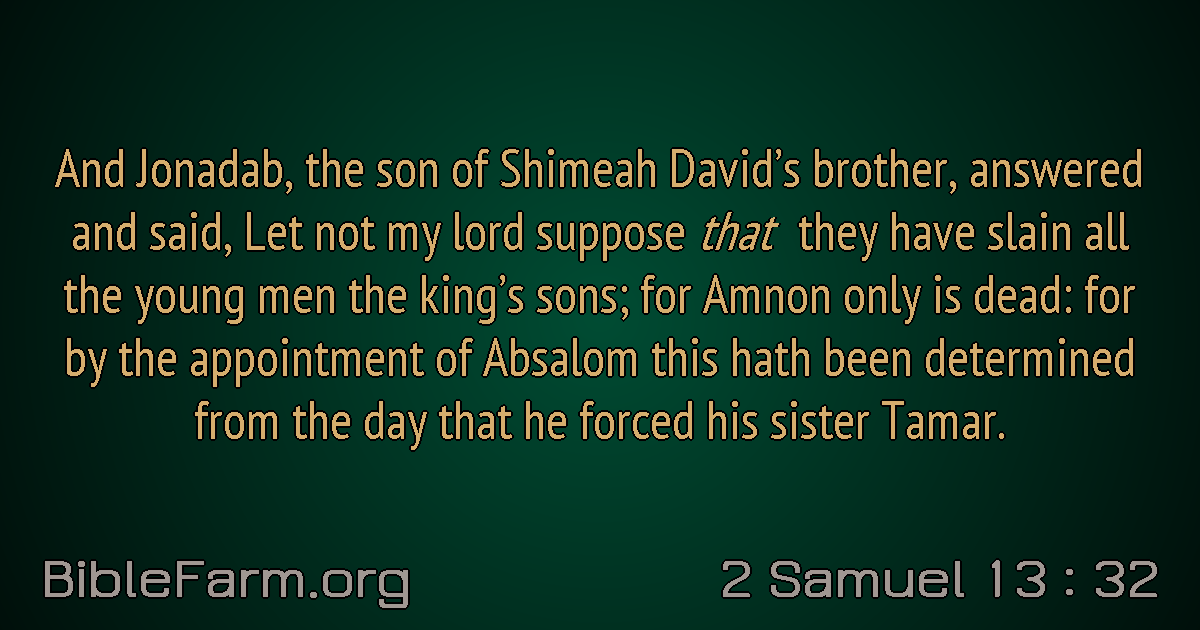 And Jonadab, the son of Shimeah David’s brother, answered
and said, Let not my lord suppose that they have slain all
the young men the king’s sons; for Amnon only is dead: for
by the appointment of Absalom this hath been determined
from the day that he forced his sister Tamar.
BibleFarm.org
2 Samuel 13 : 32